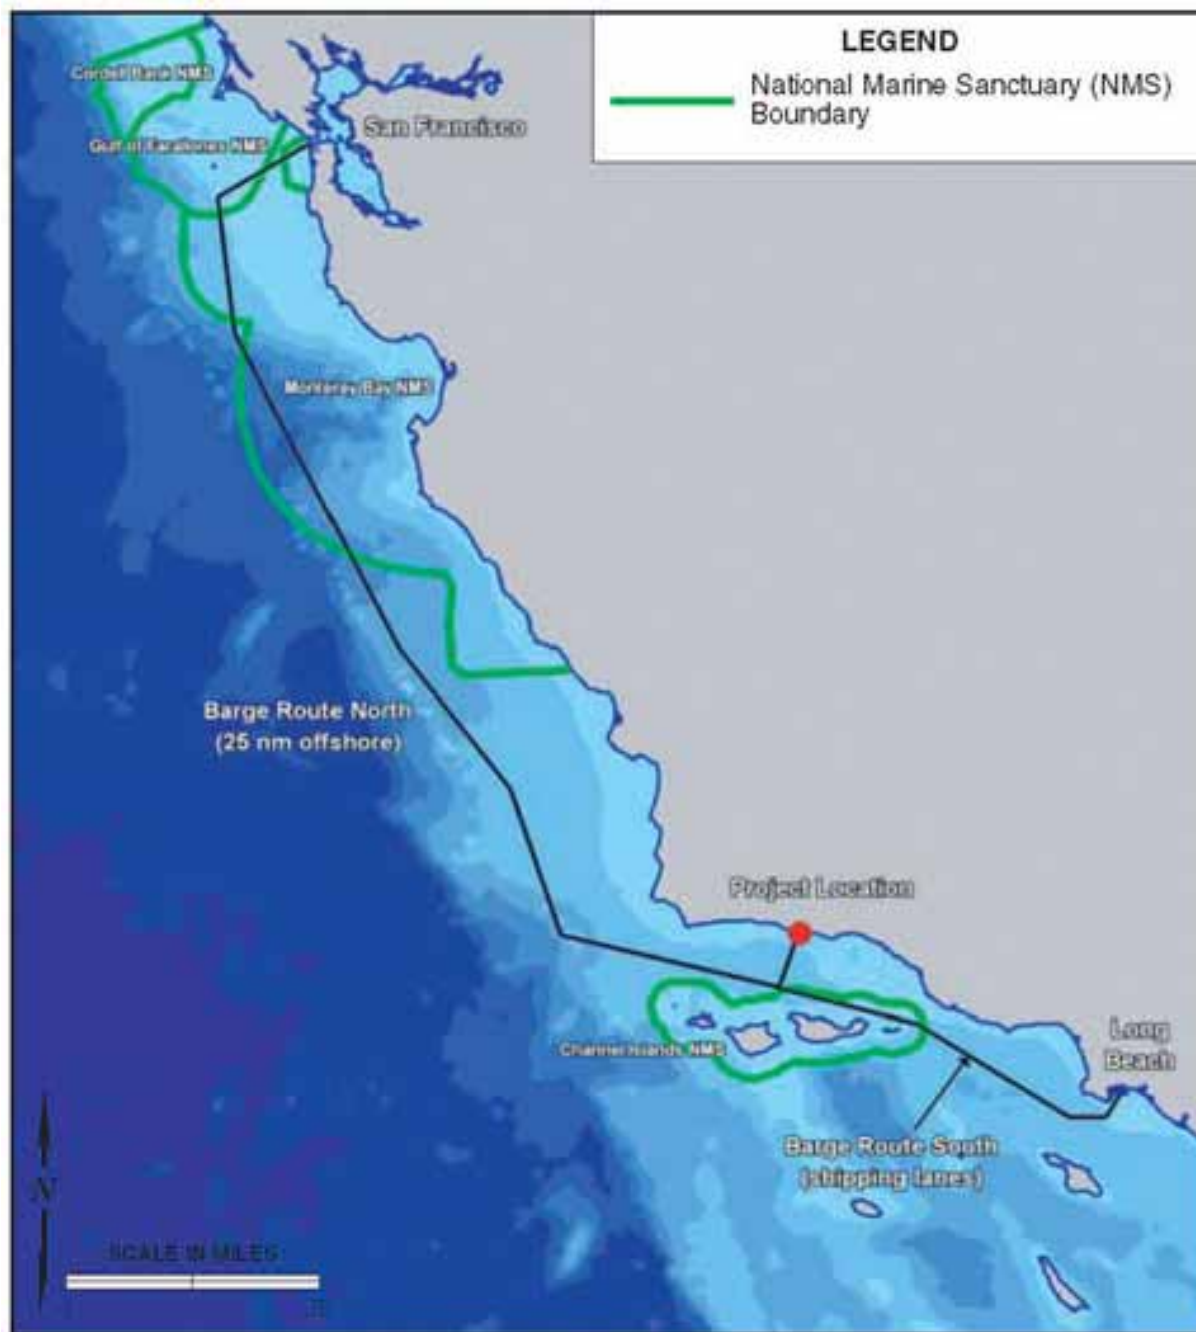 LEGEND
National Marine Sanctuary (NMS)
Boundary
Cordell Bank NMS
San Francisco
Gulf of Farallones NMS
Monterey Bay NMS
Barge Route North
(25 nm offshore)
Project Location
Channel Islands NMS
Long
Beach
Barge Route South
(shipping lanes)
N
SCALE IN MILES